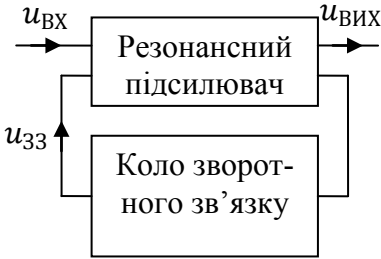 uВХ
uВИХ
Резонансний
підсилювач
uЗЗ
Коло зворот-
ного зв’язку